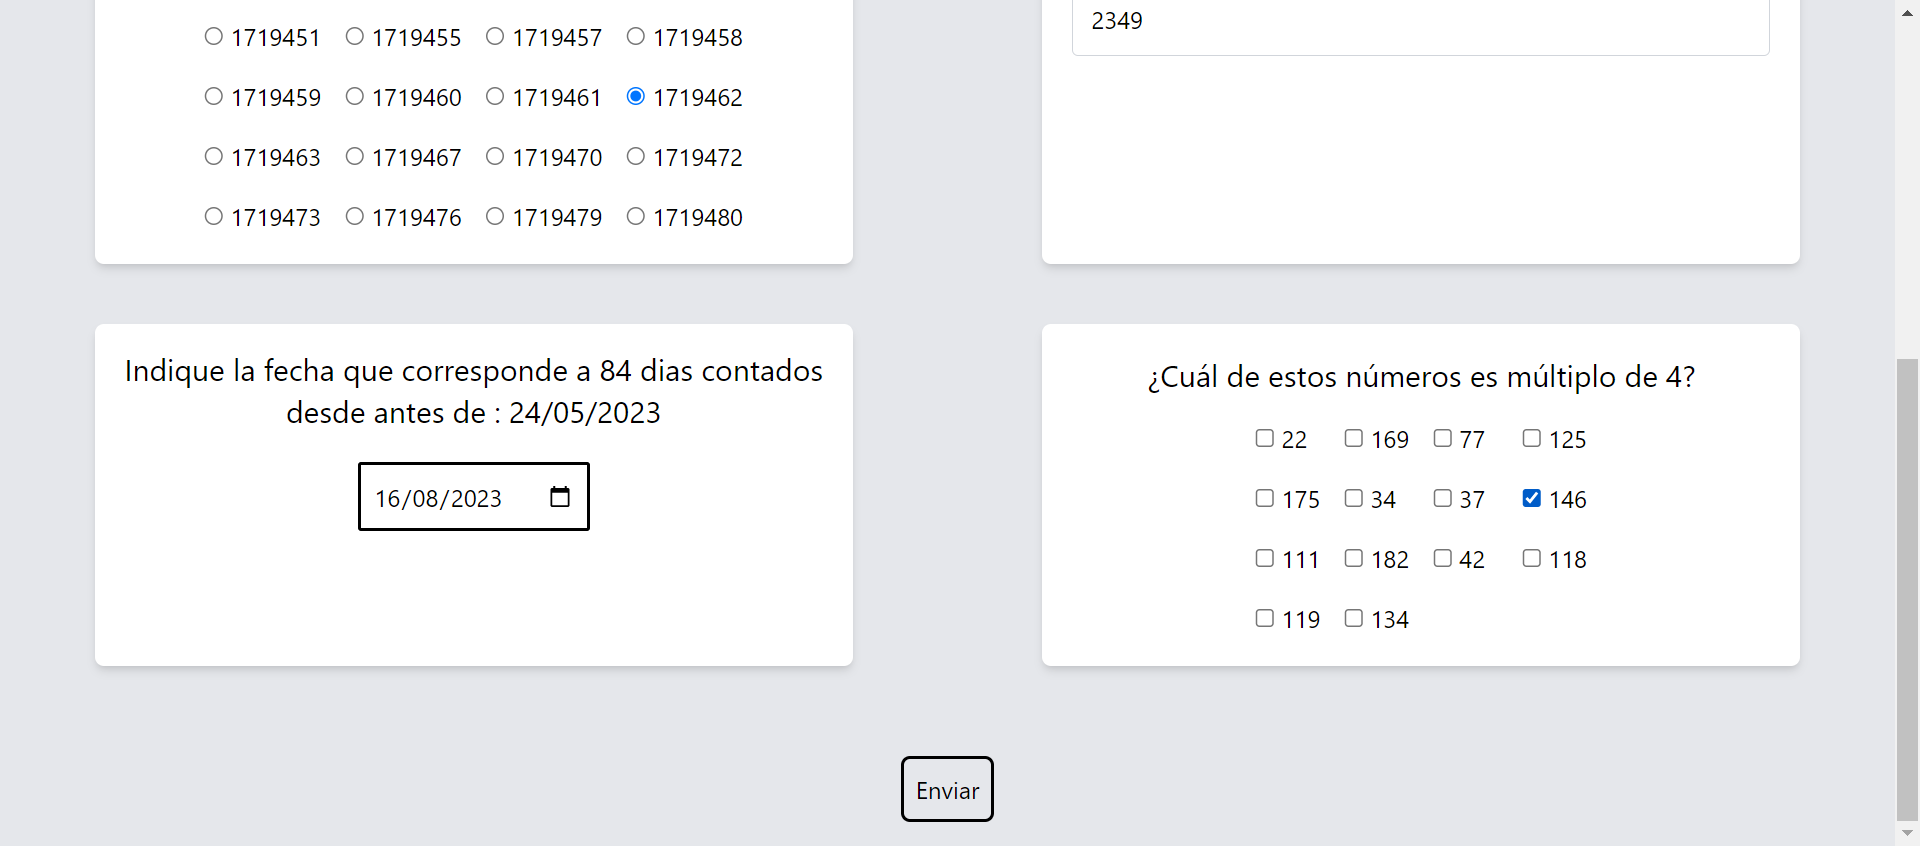 1719451 1719455 1719457 1719458
1719459 1719460 1719461 1719462
1719463 1719467 1719470 1719472
1719473 1719476 1719479 1719480
2349
Indique la fecha que corresponde a 84 dias contados
desde antes de : 24/05/2023
16/08/2023
¿Cuál de estos números es múltiplo de 4?
22 169 77 125
175 34 37 146
111 182 42 118
119 134
Enviar